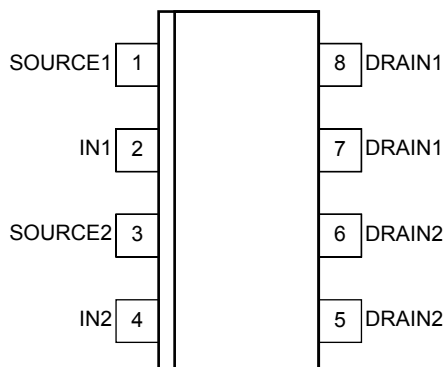 SOURCE1 1 8 DRAIN1
IN1 2 7 DRAIN1
SOURCE2 3 6 DRAIN2
IN2 4 5 DRAIN2